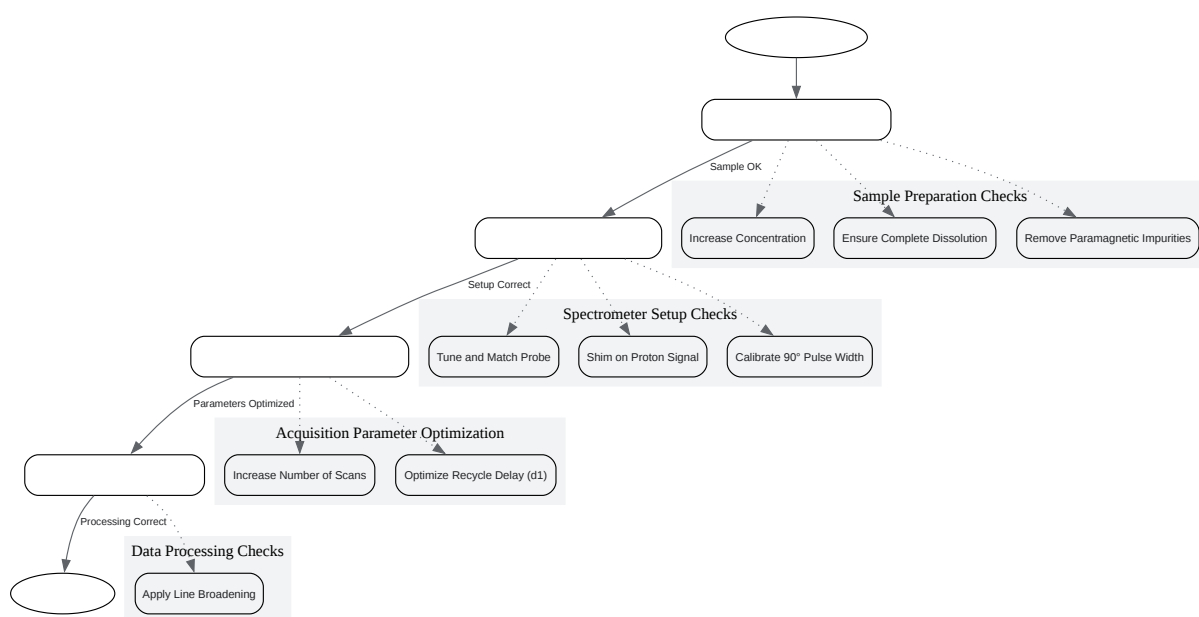 Sample OK
Sample Preparation Checks
Increase Concentration
Ensure Complete Dissolution
Remove Paramagnetic Impurities
Setup Correct
Spectrometer Setup Checks
Tune and Match Probe
Shim on Proton Signal
Calibrate 90° Pulse Width
Parameters Optimized
Acquisition Parameter Optimization
Increase Number of Scans
Optimize Recycle Delay (d1)
Processing Correct
Data Processing Checks
Apply Line Broadening